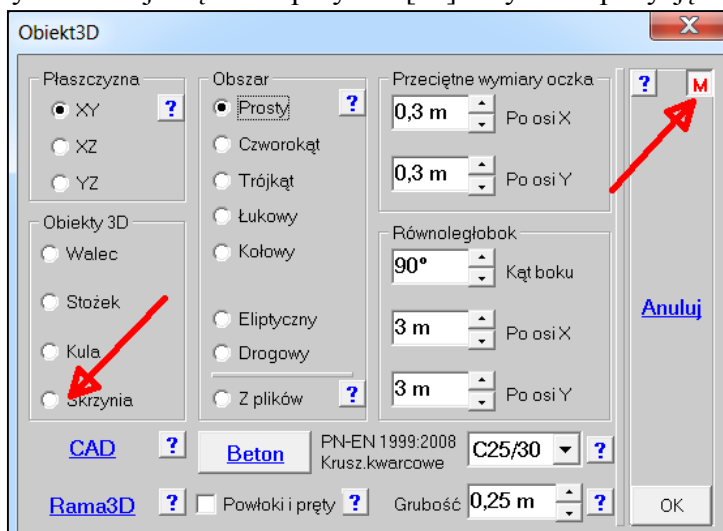 Obiekt3D
Płaszczyzna
XY
?
XZ
YZ
Obiekty 3D
Walec
Stożek
Kula
Skrzynia
Obszar
Prosty
?
Czworokąt
Trójkąt
Łukowy
Kołowy
Eliptyczny
Drogowy
Z plików
?
Przeciętne wymiary oczka
0,3 m
Po osi X
0,3 m
Po osi Y
Równoległobok
90°
Kąt boku
3 m
Po osi X
3 m
Po osi Y
?
M
Anuluj
CAD
?
Beton
PN-EN 1999:2008
Krusz.kwarcowe
C25/30
?
Rama3D
?
Powłoki i pręty
?
Grubość
0,25 m
?
OK